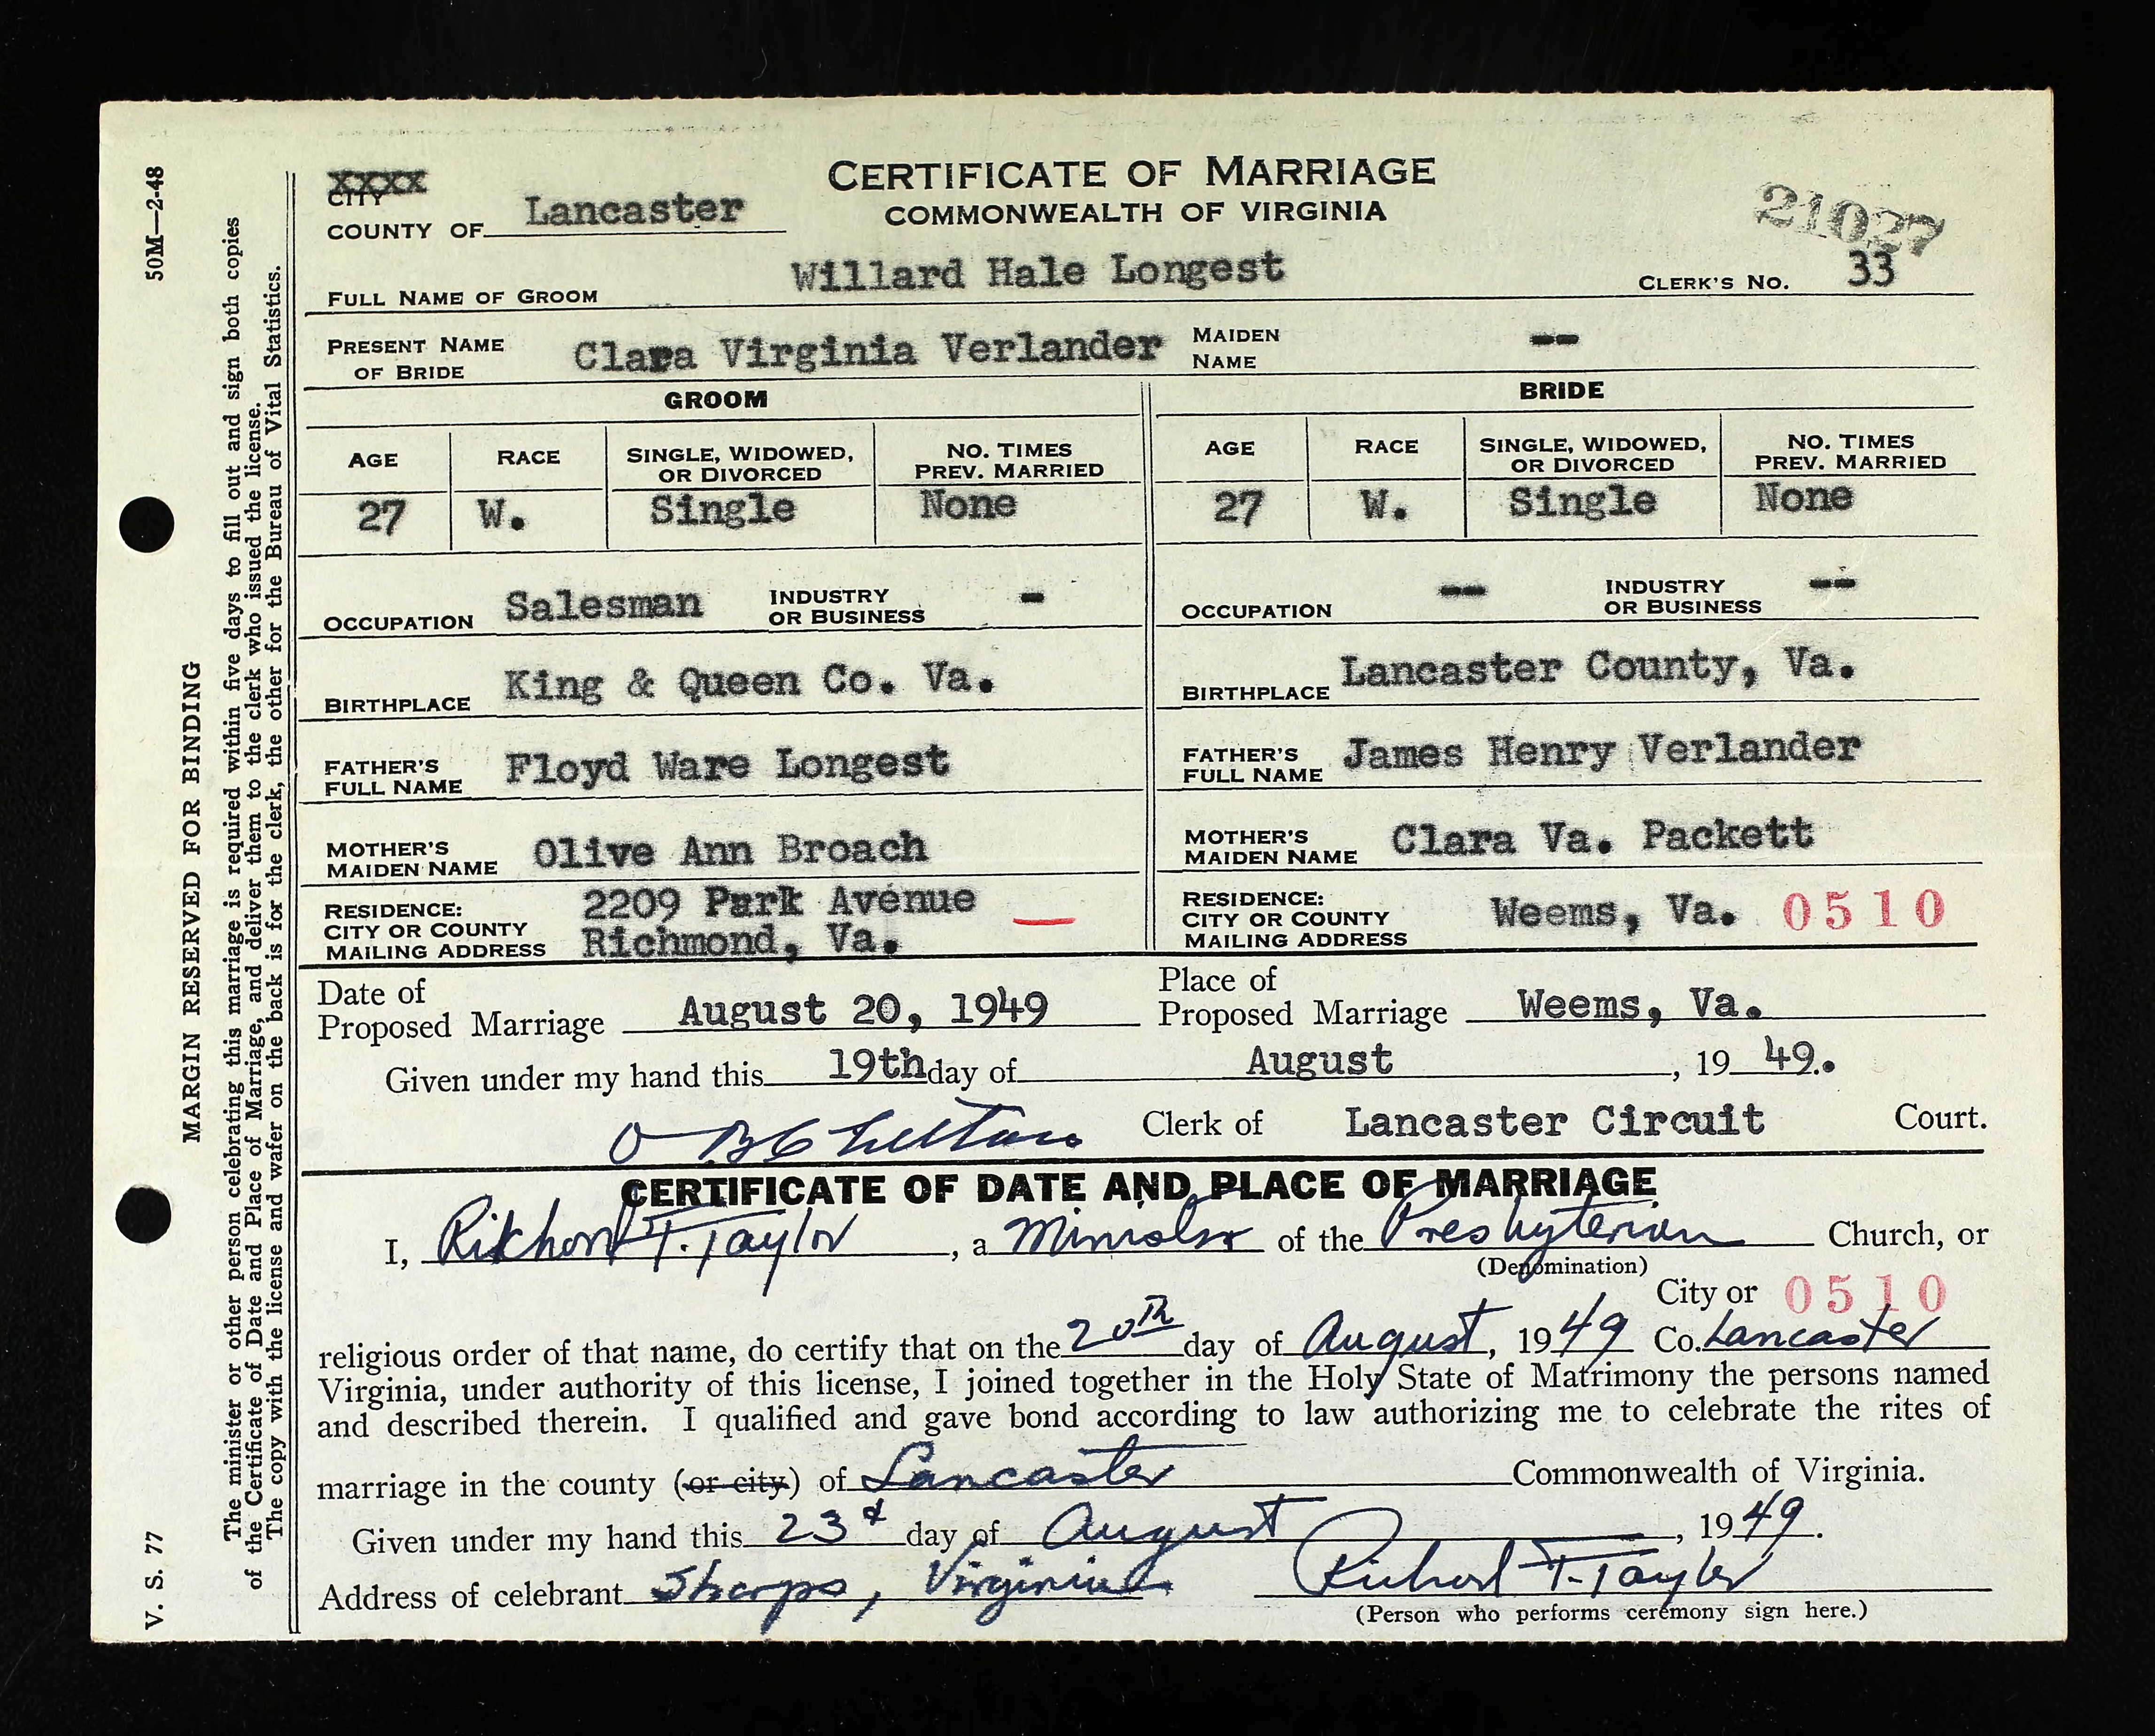 50M—2-48
MARGIN RESERVED FOR BINDING
V. S. 77
The minister or other person celebrating this marriage is required within five days to fill out and sign both copies
of the Certificate of Date and Place of Marriage, and deliver them to the clerk who issued the license.
The copy with the license and wafer on the back is for the clerk, the other for the Bureau of Vital Statistics.
CERTIFICATE OF MARRIAGE
COMMONWEALTH OF VIRGINIA
XXXX
CITY
COUNTY OF Lancaster
21027
FULL NAME OF GROOM Willard Hale Longest CLERK'S NO. 33
PRESENT NAME OF BRIDE Clara Virginia Verlander MAIDEN NAME --
GROOM BRIDE
AGE RACE SINGLE, WIDOWED, OR DIVORCED NO. TIMES PREV. MARRIED AGE RACE SINGLE, WIDOWED, OR DIVORCED NO. TIMES PREV. MARRIED
27 W. Single None 27 W. Single None
OCCUPATION Salesman INDUSTRY OR BUSINESS - OCCUPATION -- INDUSTRY OR BUSINESS --
BIRTHPLACE King & Queen Co. Va. BIRTHPLACE Lancaster County, Va.
FATHER'S FULL NAME Floyd Ware Longest FATHER'S FULL NAME James Henry Verlander
MOTHER'S MAIDEN NAME Olive Ann Broach MOTHER'S MAIDEN NAME Clara Va. Packett
RESIDENCE: CITY OR COUNTY MAILING ADDRESS 2209 Park Avenue Richmond, Va. RESIDENCE: CITY OR COUNTY MAILING ADDRESS Weems, Va. 0510
Date of Proposed Marriage August 20, 1949 Place of Proposed Marriage Weems, Va.
Given under my hand this 19th day of August, 1949.
O B Chilton Clerk of Lancaster Circuit Court.
CERTIFICATE OF DATE AND PLACE OF MARRIAGE
I, Richard T. Taylor, a Minister of the Presbyterian Church, or
(Denomination)
City or 0510
religious order of that name, do certify that on the 20th day of August, 1949 Co. Lancaster
Virginia, under authority of this license, I joined together in the Holy State of Matrimony the persons named
and described therein. I qualified and gave bond according to law authorizing me to celebrate the rites of
marriage in the county (or city) of Lancaster Commonwealth of Virginia.
Given under my hand this 23d day of August, 1949.
Address of celebrant Sharps, Virginia Richard T. Taylor
(Person who performs ceremony sign here.)